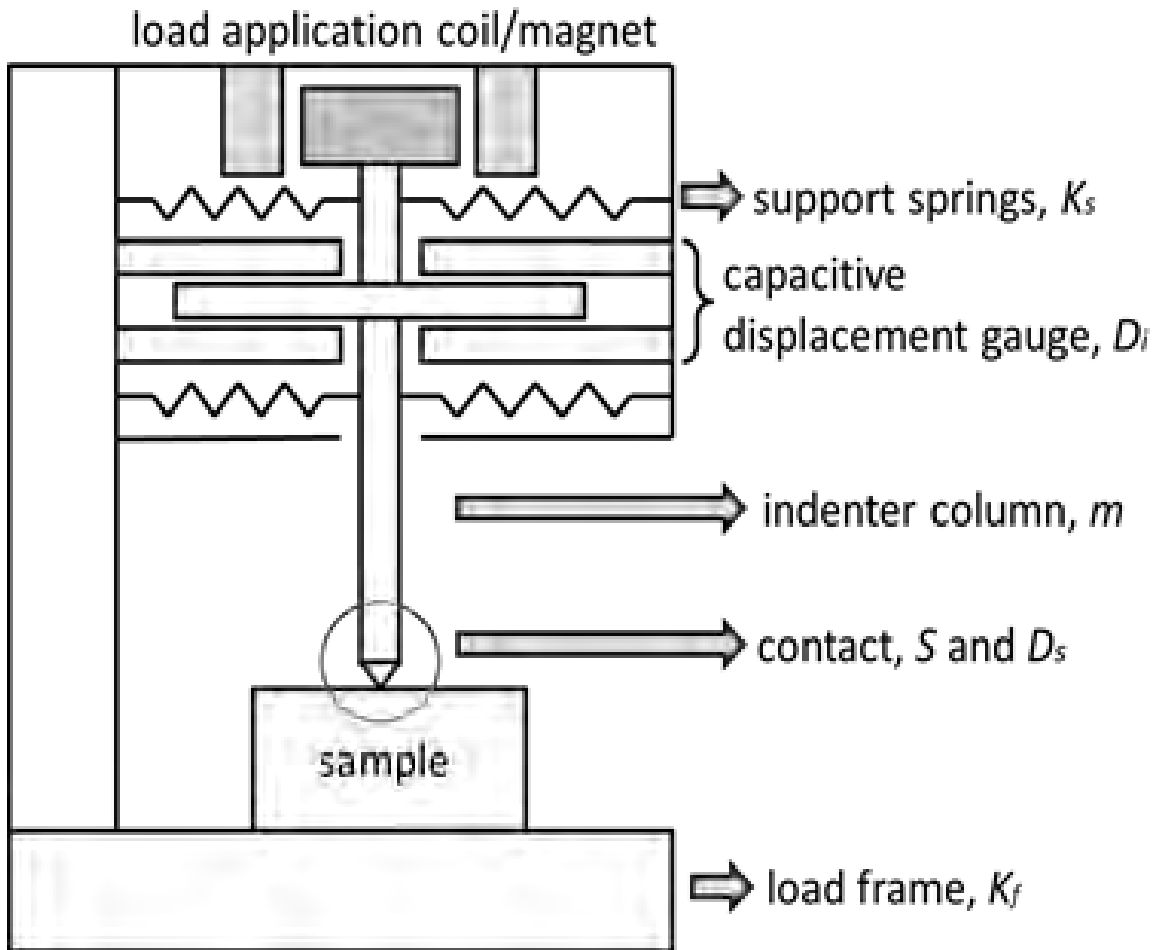 load application coil/magnet
support springs, Ks
capacitive
displacement gauge, Di
indenter column, m
contact, S and Ds
sample
load frame, Kf